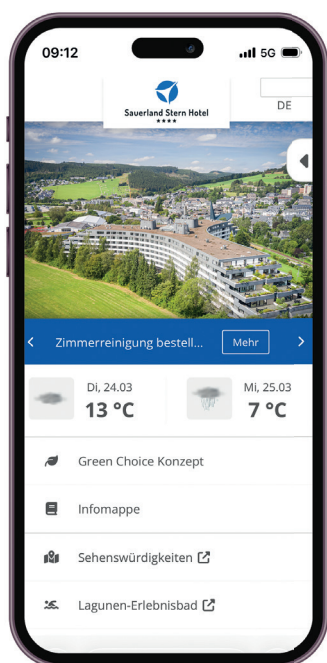 09:12
5G
Sauerland Stern Hotel
DE
Zimmerreinigung bestell...
Mehr
Di, 24.03
13 °C
Mi, 25.03
7 °C
Green Choice Konzept
Infomappe
Sehenswürdigkeiten
Lagunen-Erlebnisbad